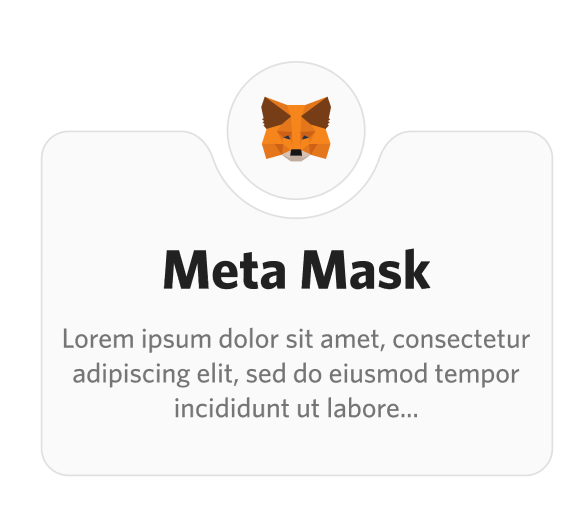 Meta Mask
Lorem ipsum dolor sit amet, consectetur
adipiscing elit, sed do eiusmod tempor
incididunt ut labore...